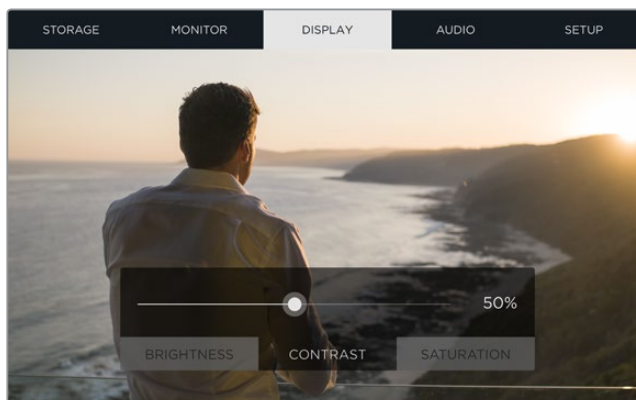 STORAGE MONITOR DISPLAY AUDIO SETUP
50%
BRIGHTNESS CONTRAST SATURATION